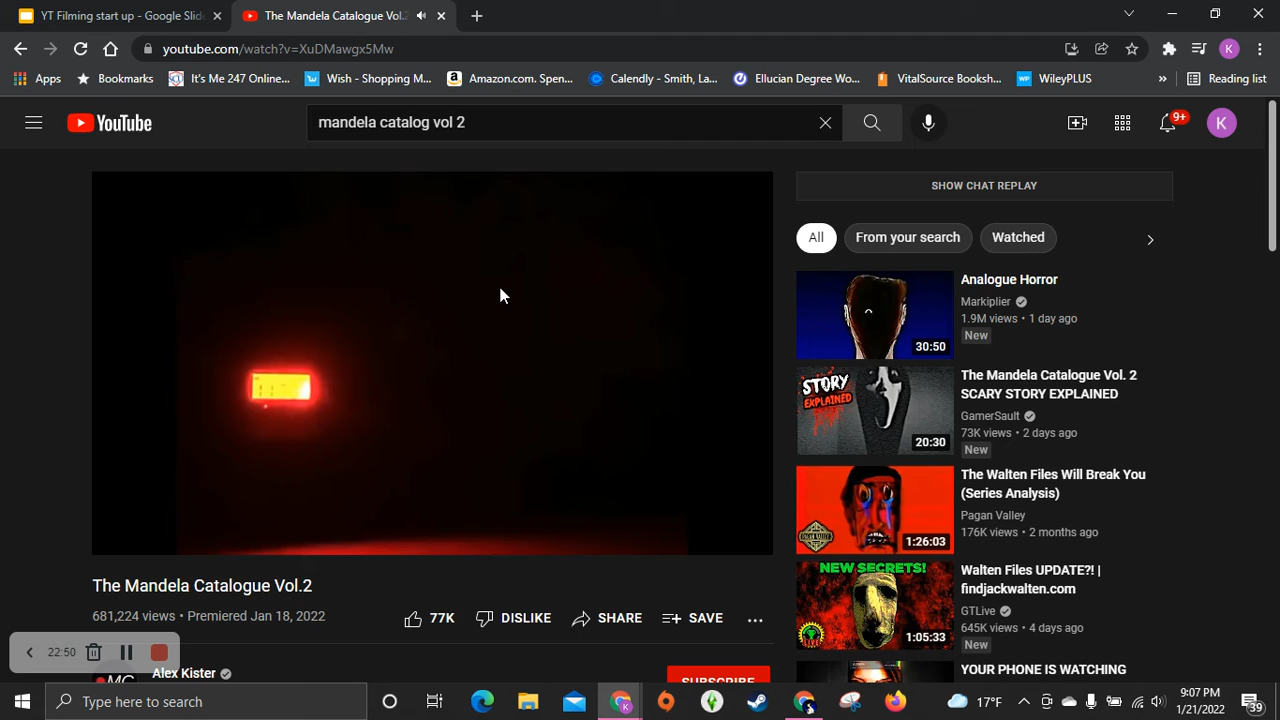 YT Filming start up - Google Slide
The Mandela Catalogue Vol.2
youtube.com/watch?v=XuDMawgx5Mw
K
Apps
Bookmarks
It's Me 247 Online...
Wish - Shopping M...
Amazon.com. Spen...
Calendly - Smith, La...
Ellucian Degree Wo...
VitalSource Booksh...
WP
WileyPLUS
»
Reading list
YouTube
mandela catalog vol 2
9+
K
SHOW CHAT REPLAY
All
From your search
Watched
Analogue Horror
Markiplier
1.9M views • 1 day ago
New
30:50
The Mandela Catalogue Vol. 2
SCARY STORY EXPLAINED
GamerSault
73K views • 2 days ago
New
STORY
EXPLAINED
20:30
The Walten Files Will Break You
(Series Analysis)
Pagan Valley
176K views • 2 months ago
1:26:03
Walten Files UPDATE?! |
findjackwalten.com
GTLive
645K views • 4 days ago
New
NEW SECRETS!
1:05:33
YOUR PHONE IS WATCHING
The Mandela Catalogue Vol.2
681,224 views • Premiered Jan 18, 2022
77K
DISLIKE
SHARE
SAVE
22:50
MC
Alex Kister
SUBSCRIBE
Type here to search
17°F
9:07 PM
1/21/2022
39